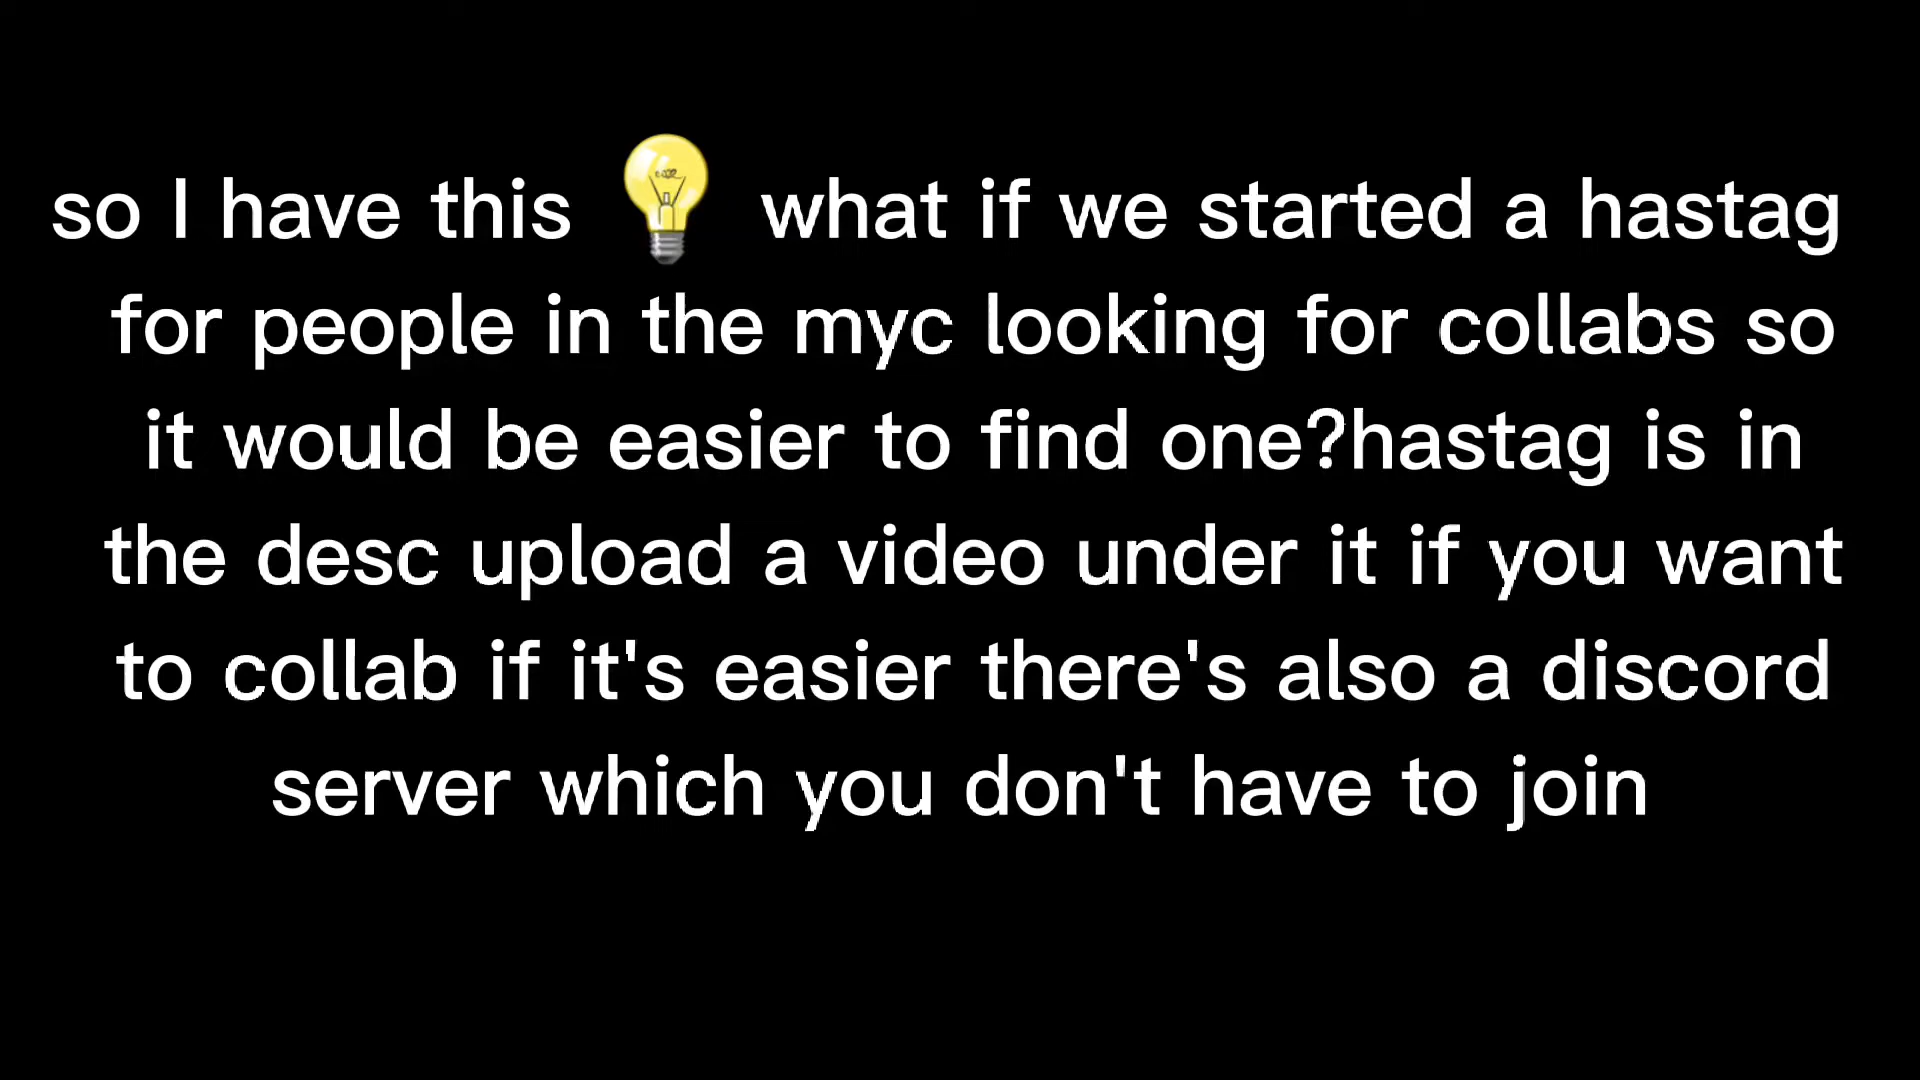 so I have this 💡 what if we started a hastag
for people in the myc looking for collabs so
it would be easier to find one?hastag is in
the desc upload a video under it if you want
to collab if it's easier there's also a discord
server which you don't have to join